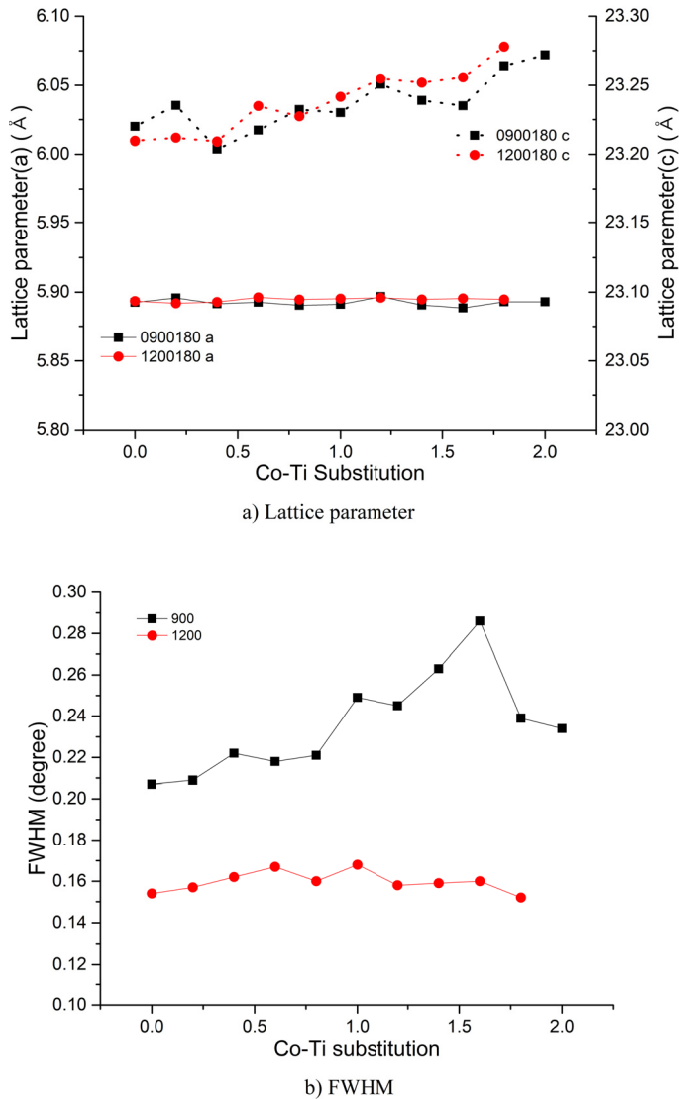 6.10
6.05
6.00
5.95
5.90
5.85
5.80
Lattice paremeter(a) ( Å )
23.30
23.25
23.20
23.15
23.10
23.05
23.00
Lattice paremeter(c) ( Å )
0900180 c
1200180 c
0900180 a
1200180 a
0.0 0.5 1.0 1.5 2.0
Co-Ti Substitution
a) Lattice parameter
0.30
0.28
0.26
0.24
0.22
0.20
0.18
0.16
0.14
0.12
0.10
FWHM (degree)
900
1200
0.0 0.5 1.0 1.5 2.0
Co-Ti substitution
b) FWHM